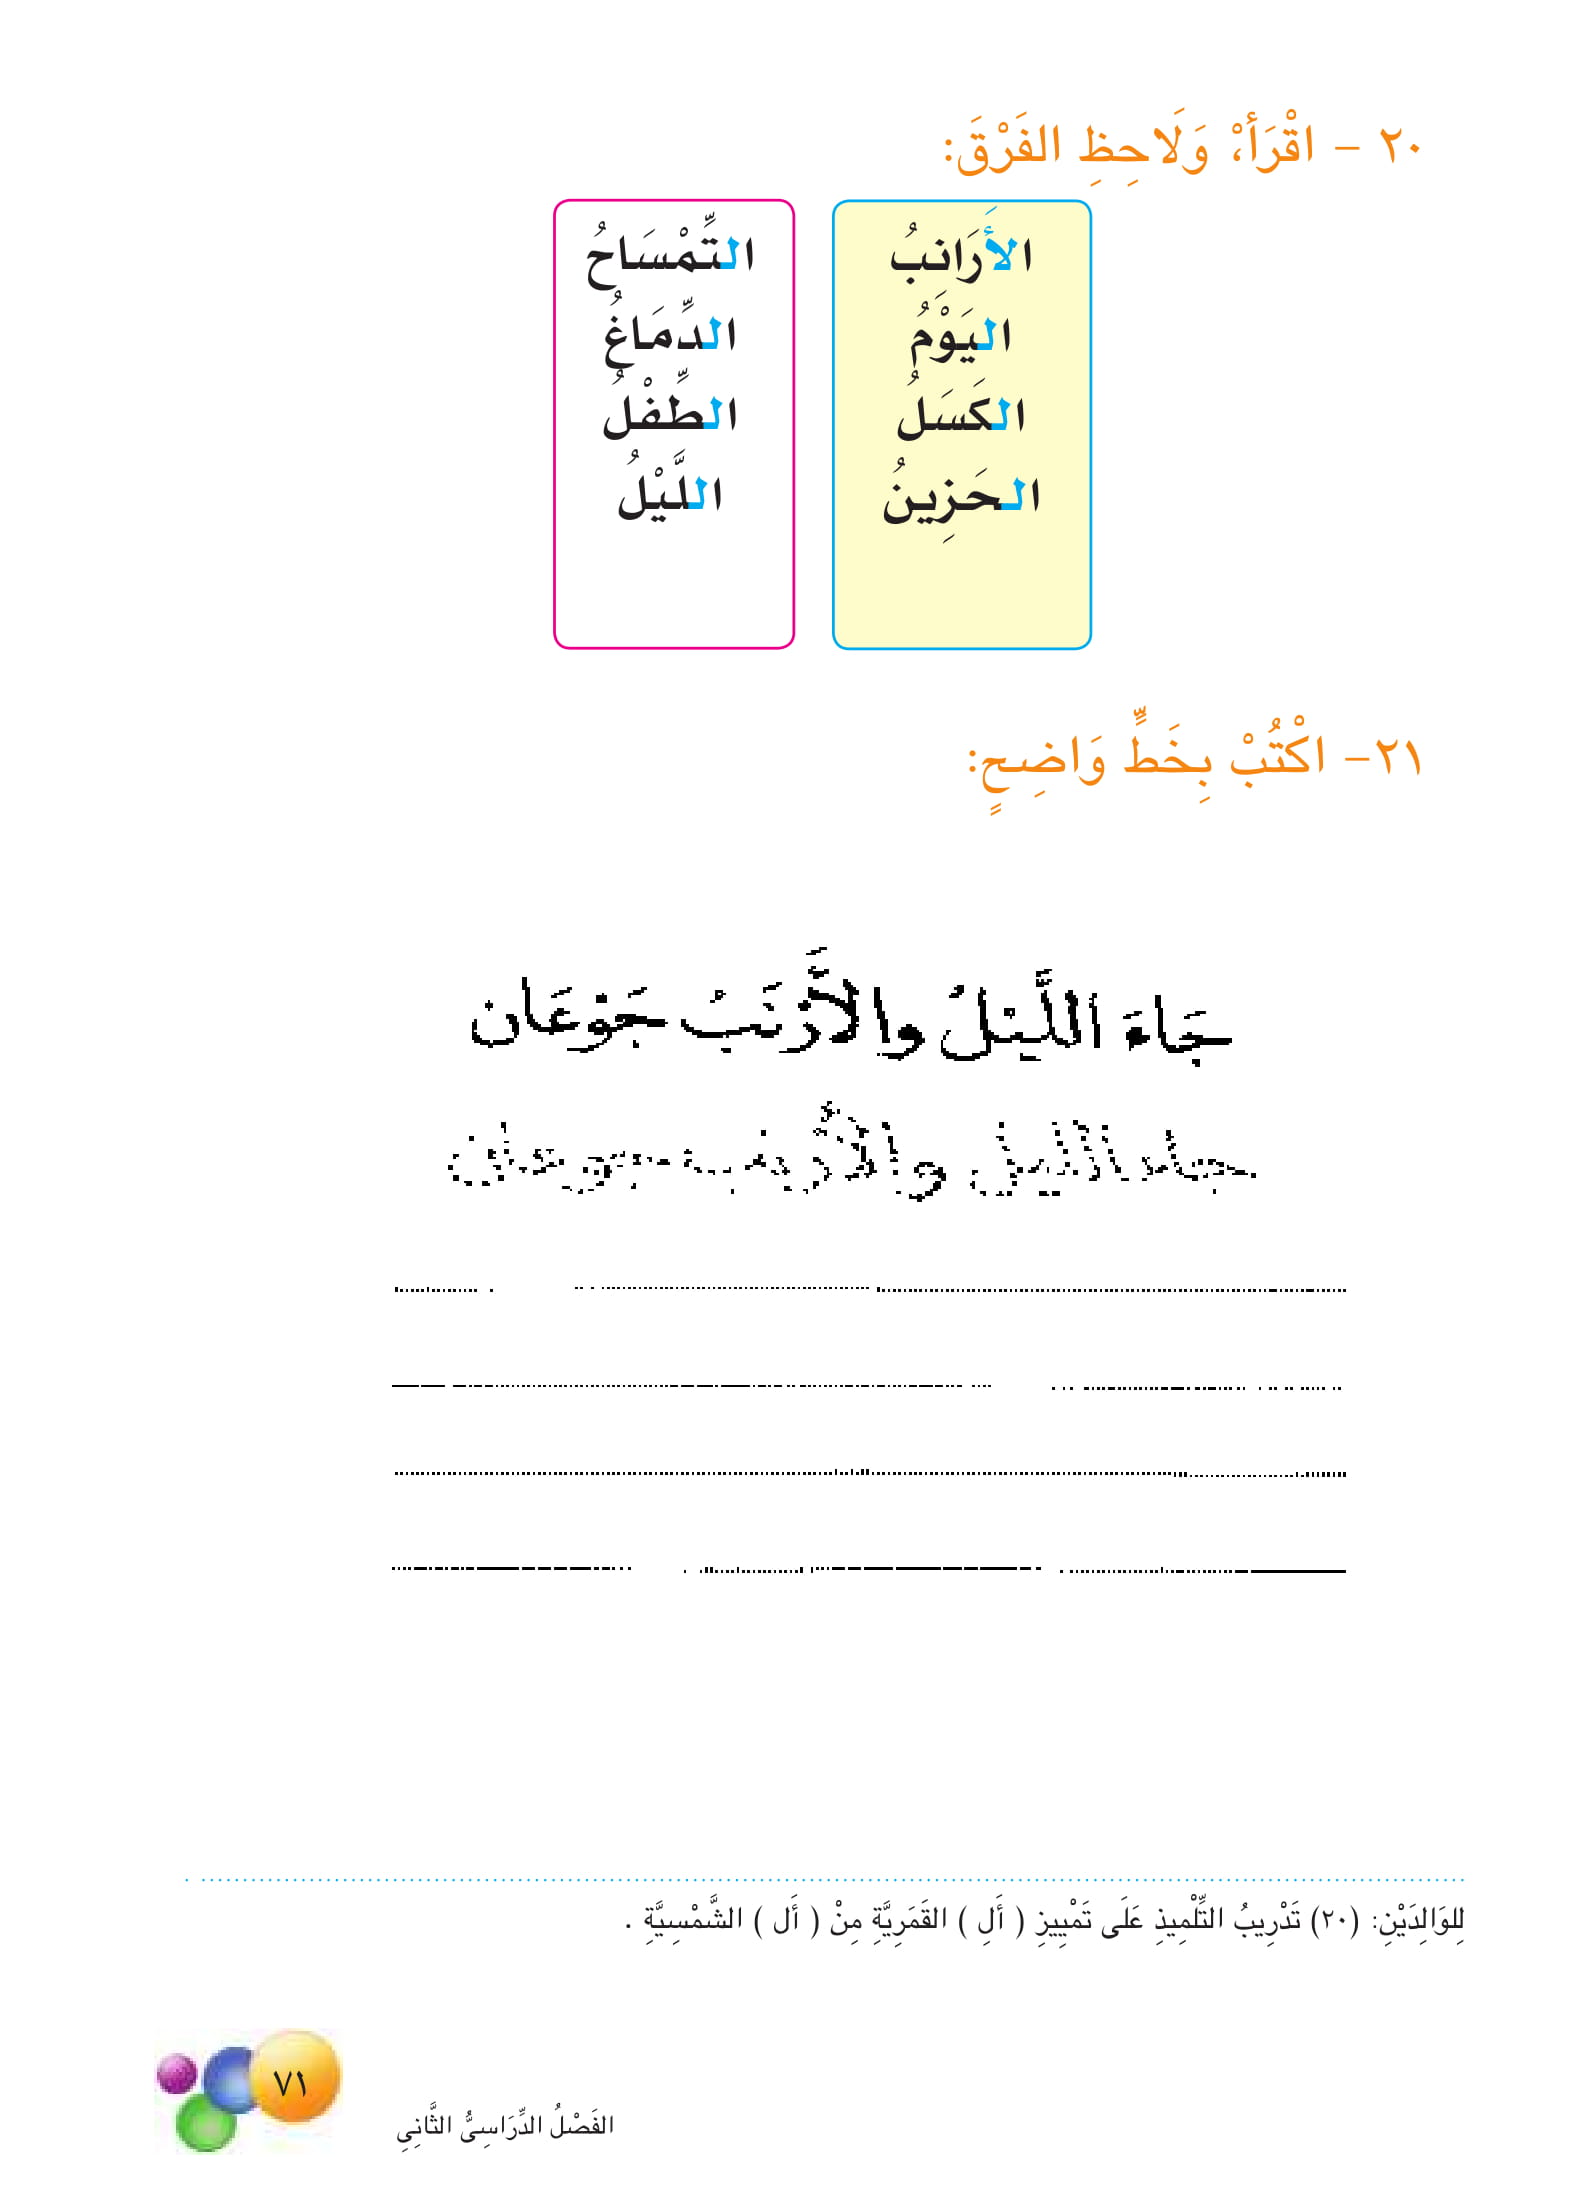 ٢٠ - اقْرَأْ، وَلَاحِظِ الفَرْقَ:
الأَرَانبُ
اليَوْمُ
الكَسَلُ
الحَزِينُ
التِّمْسَاحُ
الدِّمَاغُ
الطِّفْلُ
اللَّيْلُ
٢١- اكْتُبْ بِخَطٍّ وَاضِحٍ:
جَاءَ اللَّيْلُ والأَرْنَبُ جَوْعَان
جاء الليل والأرنب جوعان
لِلوَالِدَيْنِ: (٢٠) تَدْرِيبُ التِّلْمِيذِ عَلَى تَمْيِيزِ ( أَلِ ) القَمَرِيَّةِ مِنْ ( أَل ) الشَّمْسِيَّةِ .
٧١
الفَصْلُ الدِّرَاسِىُّ الثَّانِىِ